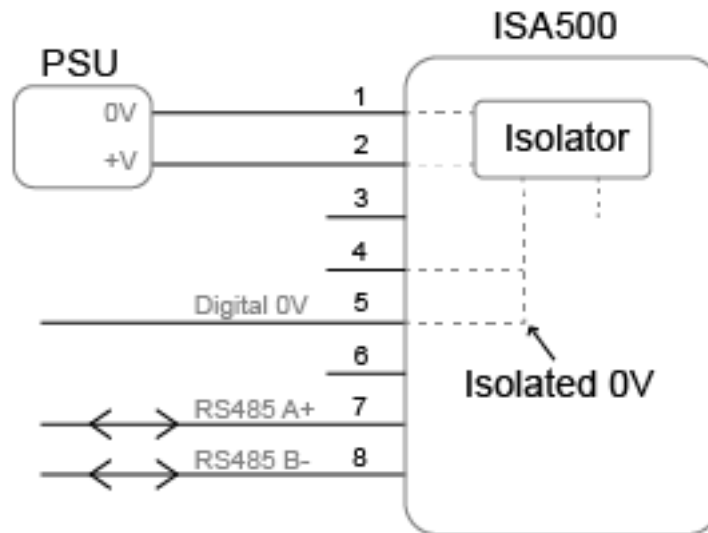 ISA500
PSU
0V
+V
1
2
3
4
5
6
7
8
Isolator
Digital 0V
Isolated 0V
RS485 A+
RS485 B-